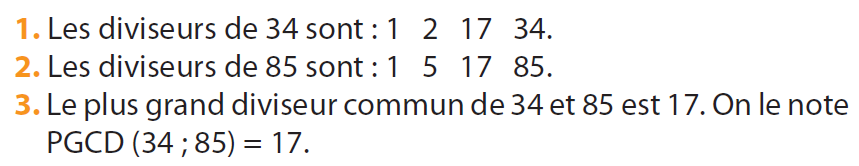 1. Les diviseurs de 34 sont : 1 2 17 34.
2. Les diviseurs de 85 sont : 1 5 17 85.
3. Le plus grand diviseur commun de 34 et 85 est 17. On le note
PGCD (34 ; 85) = 17.